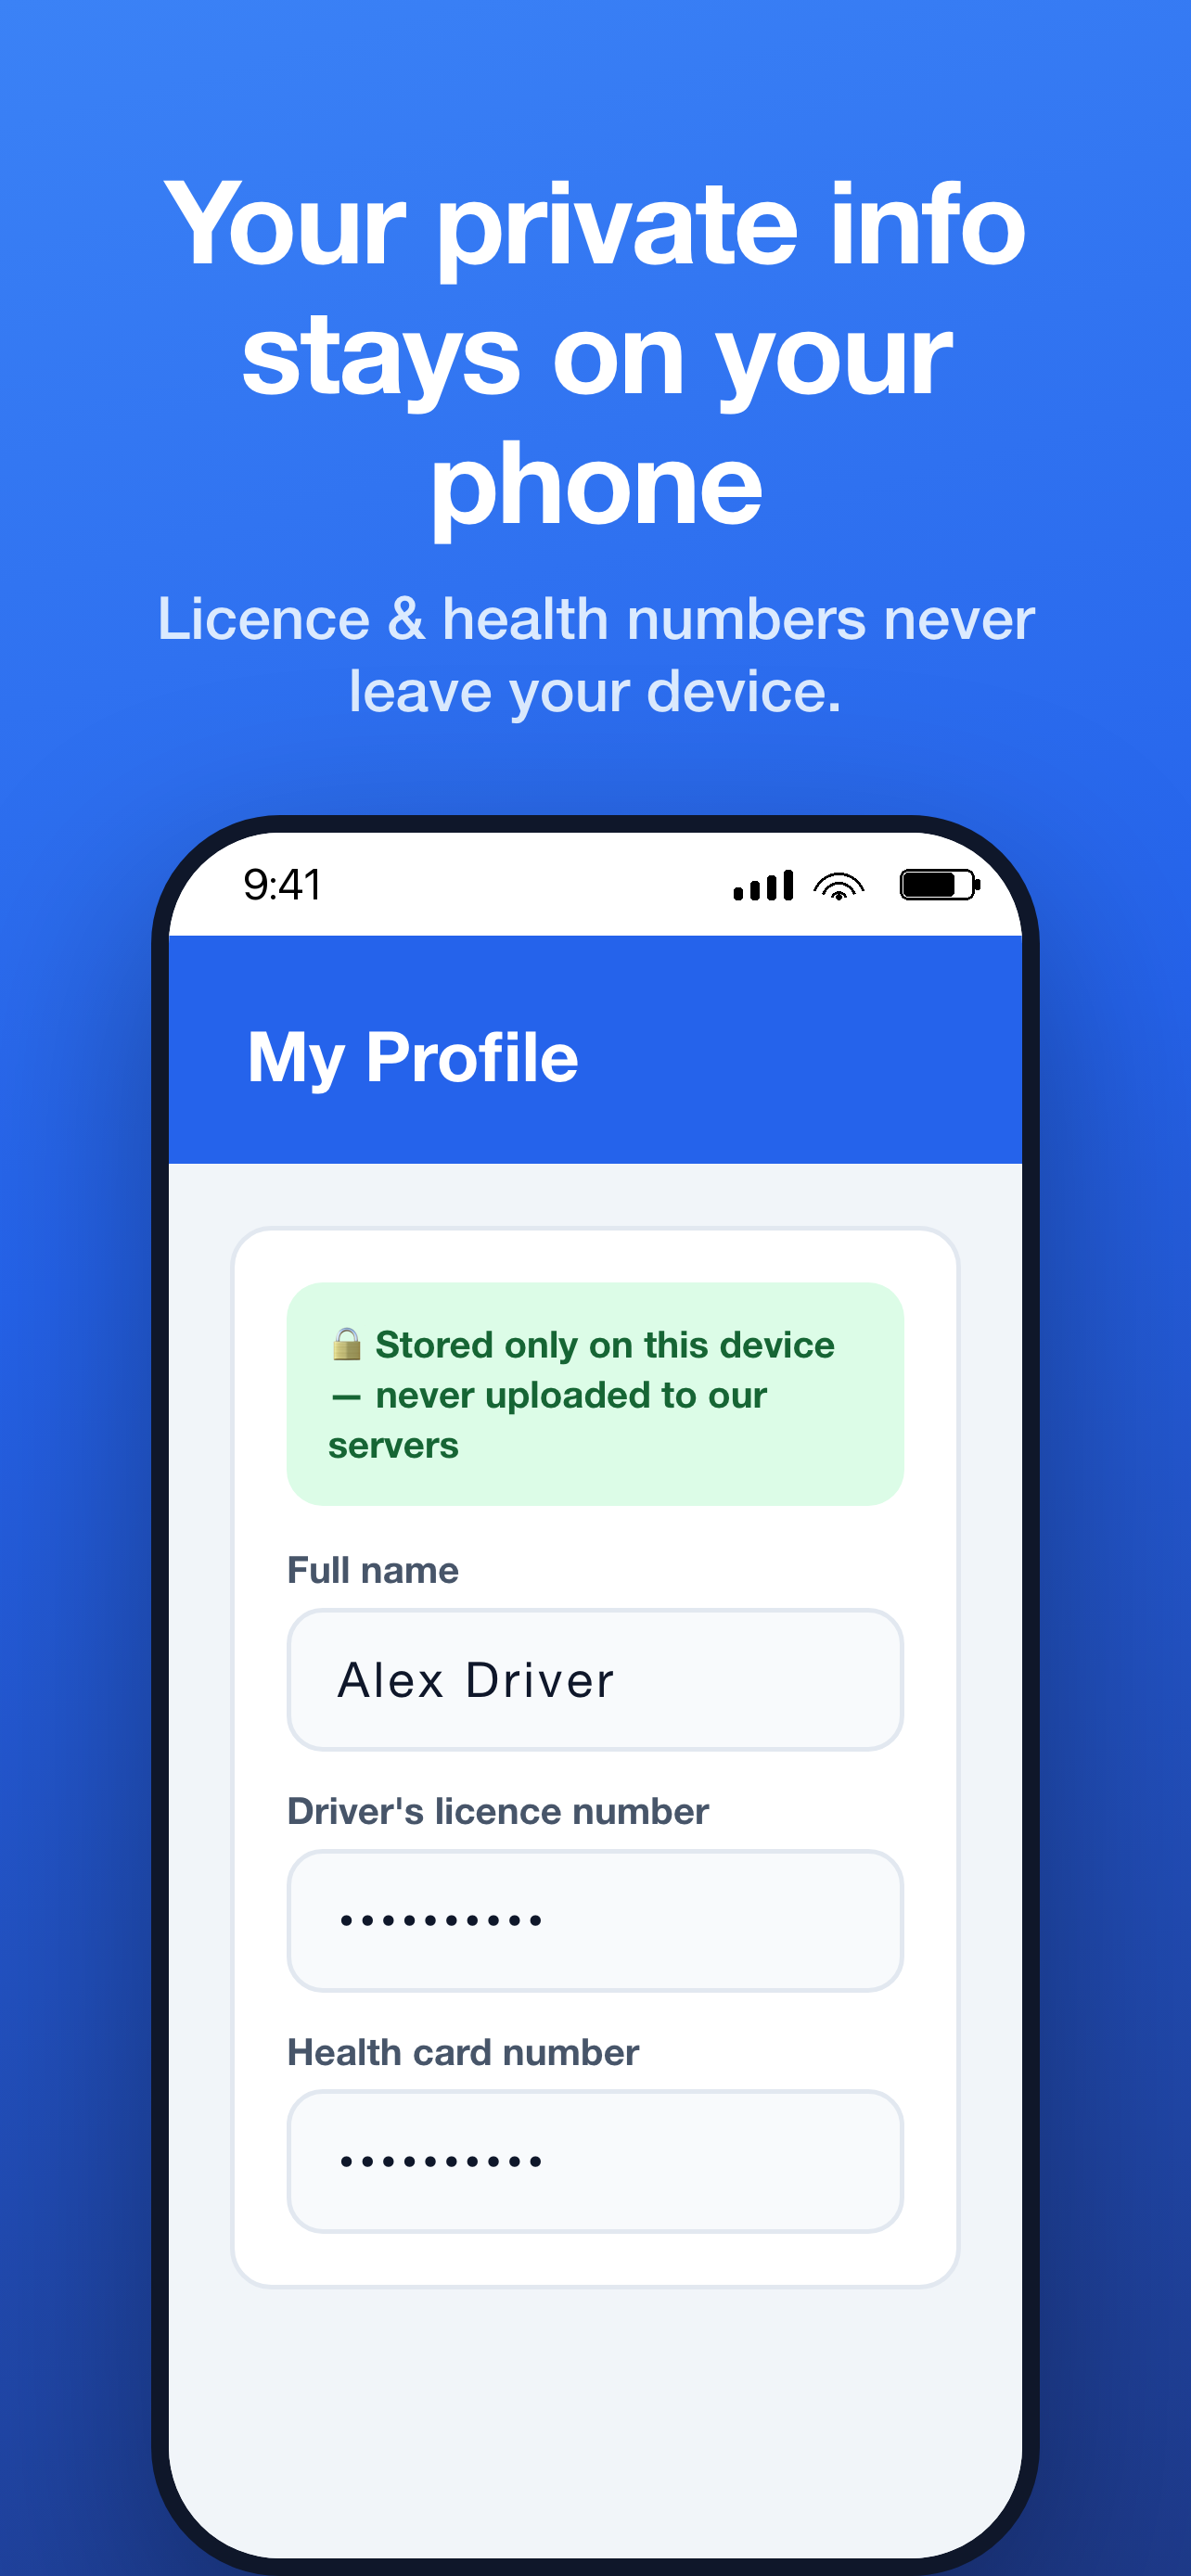 Your private info
stays on your
phone
Licence & health numbers never
leave your device.
9:41
My Profile
🔒 Stored only on this device
— never uploaded to our
servers
Full name
Alex Driver
Driver's licence number
••••••••••
Health card number
••••••••••